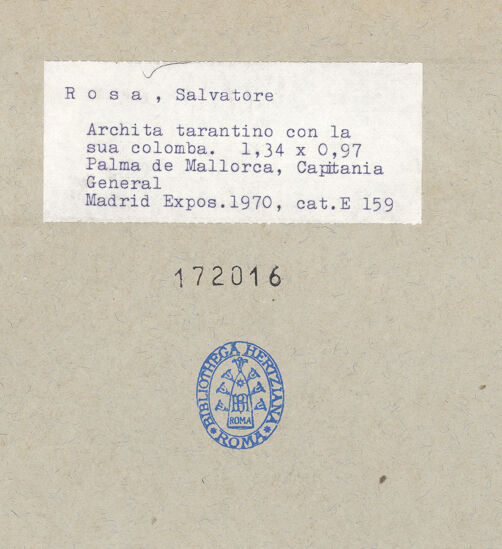 R o s a , Salvatore
Archita tarantino con la
sua colomba. 1,34 x 0,97
Palma de Mallorca, Capitania
General
Madrid Expos.1970, cat.E 159
172016
BIBLIOTHECA HERTZIANA
ROMA
ROMA